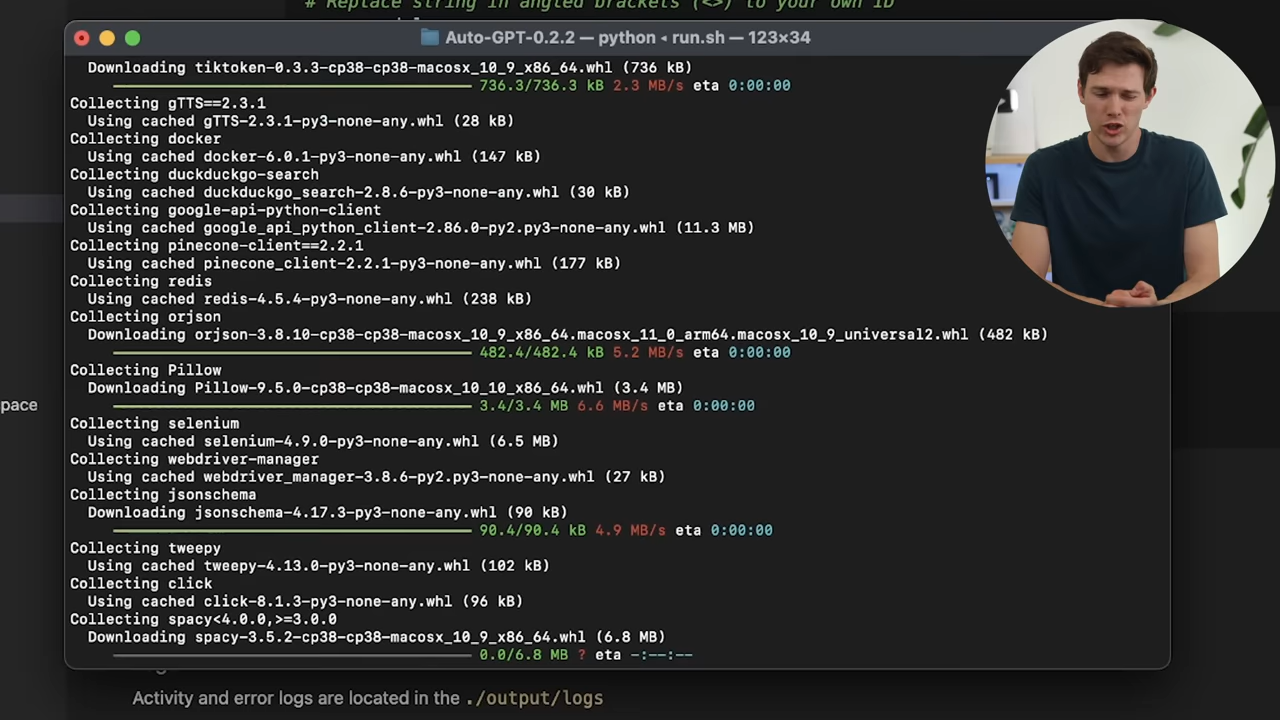 # Replace string in angled brackets (<>) to your own ID
Auto-GPT-0.2.2 — python ◂ run.sh — 123×34
Downloading tiktoken-0.3.3-cp38-cp38-macosx_10_9_x86_64.whl (736 kB)
736.3/736.3 kB 2.3 MB/s eta 0:00:00
Collecting gTTS==2.3.1
Using cached gTTS-2.3.1-py3-none-any.whl (28 kB)
Collecting docker
Using cached docker-6.0.1-py3-none-any.whl (147 kB)
Collecting duckduckgo-search
Using cached duckduckgo_search-2.8.6-py3-none-any.whl (30 kB)
Collecting google-api-python-client
Using cached google_api_python_client-2.86.0-py2.py3-none-any.whl (11.3 MB)
Collecting pinecone-client==2.2.1
Using cached pinecone_client-2.2.1-py3-none-any.whl (177 kB)
Collecting redis
Using cached redis-4.5.4-py3-none-any.whl (238 kB)
Collecting orjson
Downloading orjson-3.8.10-cp38-cp38-macosx_10_9_x86_64.macosx_11_0_arm64.macosx_10_9_universal2.whl (482 kB)
482.4/482.4 kB 5.2 MB/s eta 0:00:00
Collecting Pillow
Downloading Pillow-9.5.0-cp38-cp38-macosx_10_10_x86_64.whl (3.4 MB)
3.4/3.4 MB 6.6 MB/s eta 0:00:00
pace
Collecting selenium
Using cached selenium-4.9.0-py3-none-any.whl (6.5 MB)
Collecting webdriver-manager
Using cached webdriver_manager-3.8.6-py2.py3-none-any.whl (27 kB)
Collecting jsonschema
Downloading jsonschema-4.17.3-py3-none-any.whl (90 kB)
90.4/90.4 kB 4.9 MB/s eta 0:00:00
Collecting tweepy
Using cached tweepy-4.13.0-py3-none-any.whl (102 kB)
Collecting click
Using cached click-8.1.3-py3-none-any.whl (96 kB)
Collecting spacy<4.0.0,>=3.0.0
Downloading spacy-3.5.2-cp38-cp38-macosx_10_9_x86_64.whl (6.8 MB)
0.0/6.8 MB ? eta -:--:--
Activity and error logs are located in the ./output/logs